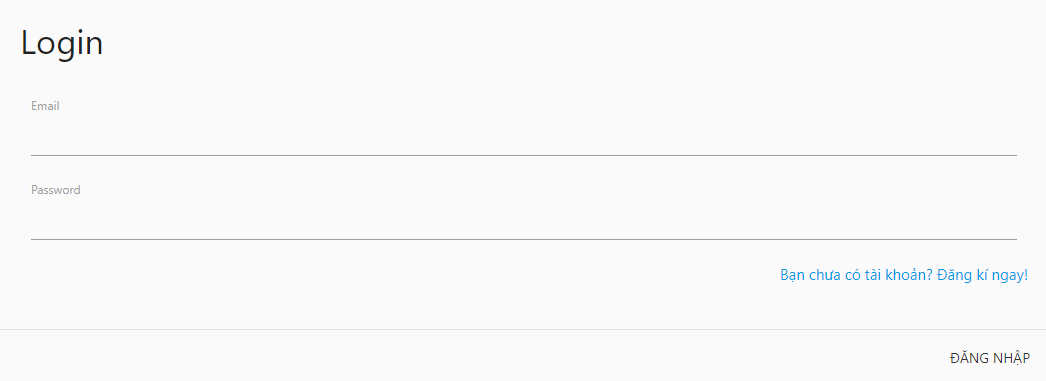 Login
Email
Password
Bạn chưa có tài khoản? Đăng kí ngay!
ĐĂNG NHẬP